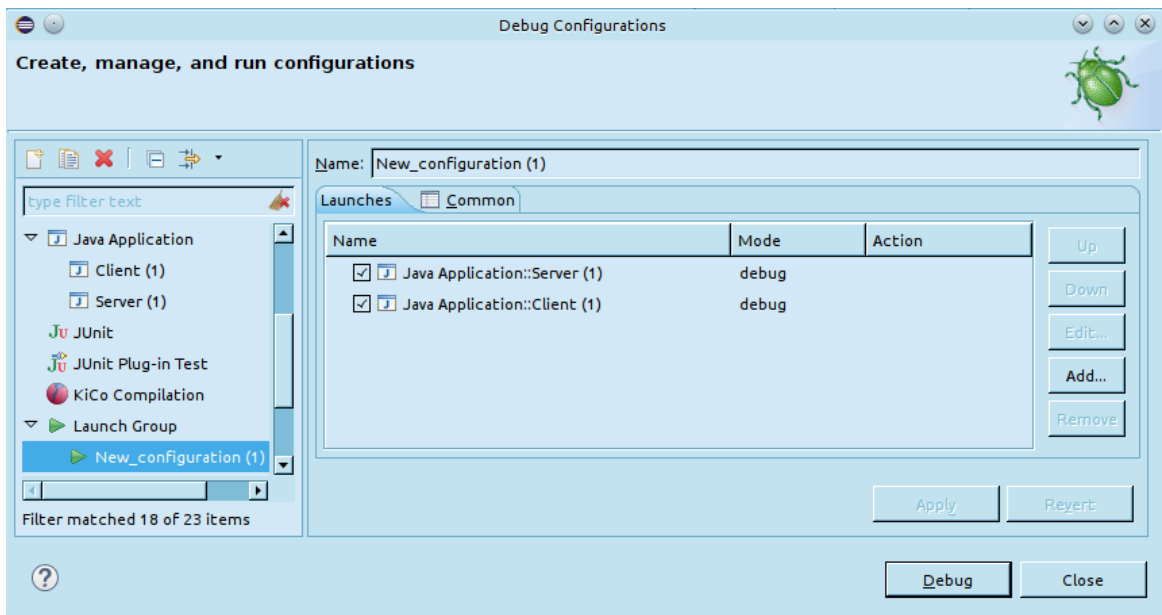 Debug Configurations
Create, manage, and run configurations
type filter text
Java Application
Client (1)
Server (1)
JUnit
JUnit Plug-in Test
KiCo Compilation
Launch Group
New_configuration (1)
Filter matched 18 of 23 items
Name: New_configuration (1)
Launches Common
Name Mode Action
Java Application::Server (1) debug
Java Application::Client (1) debug
Up
Down
Edit...
Add...
Remove
Apply Revert
Debug Close